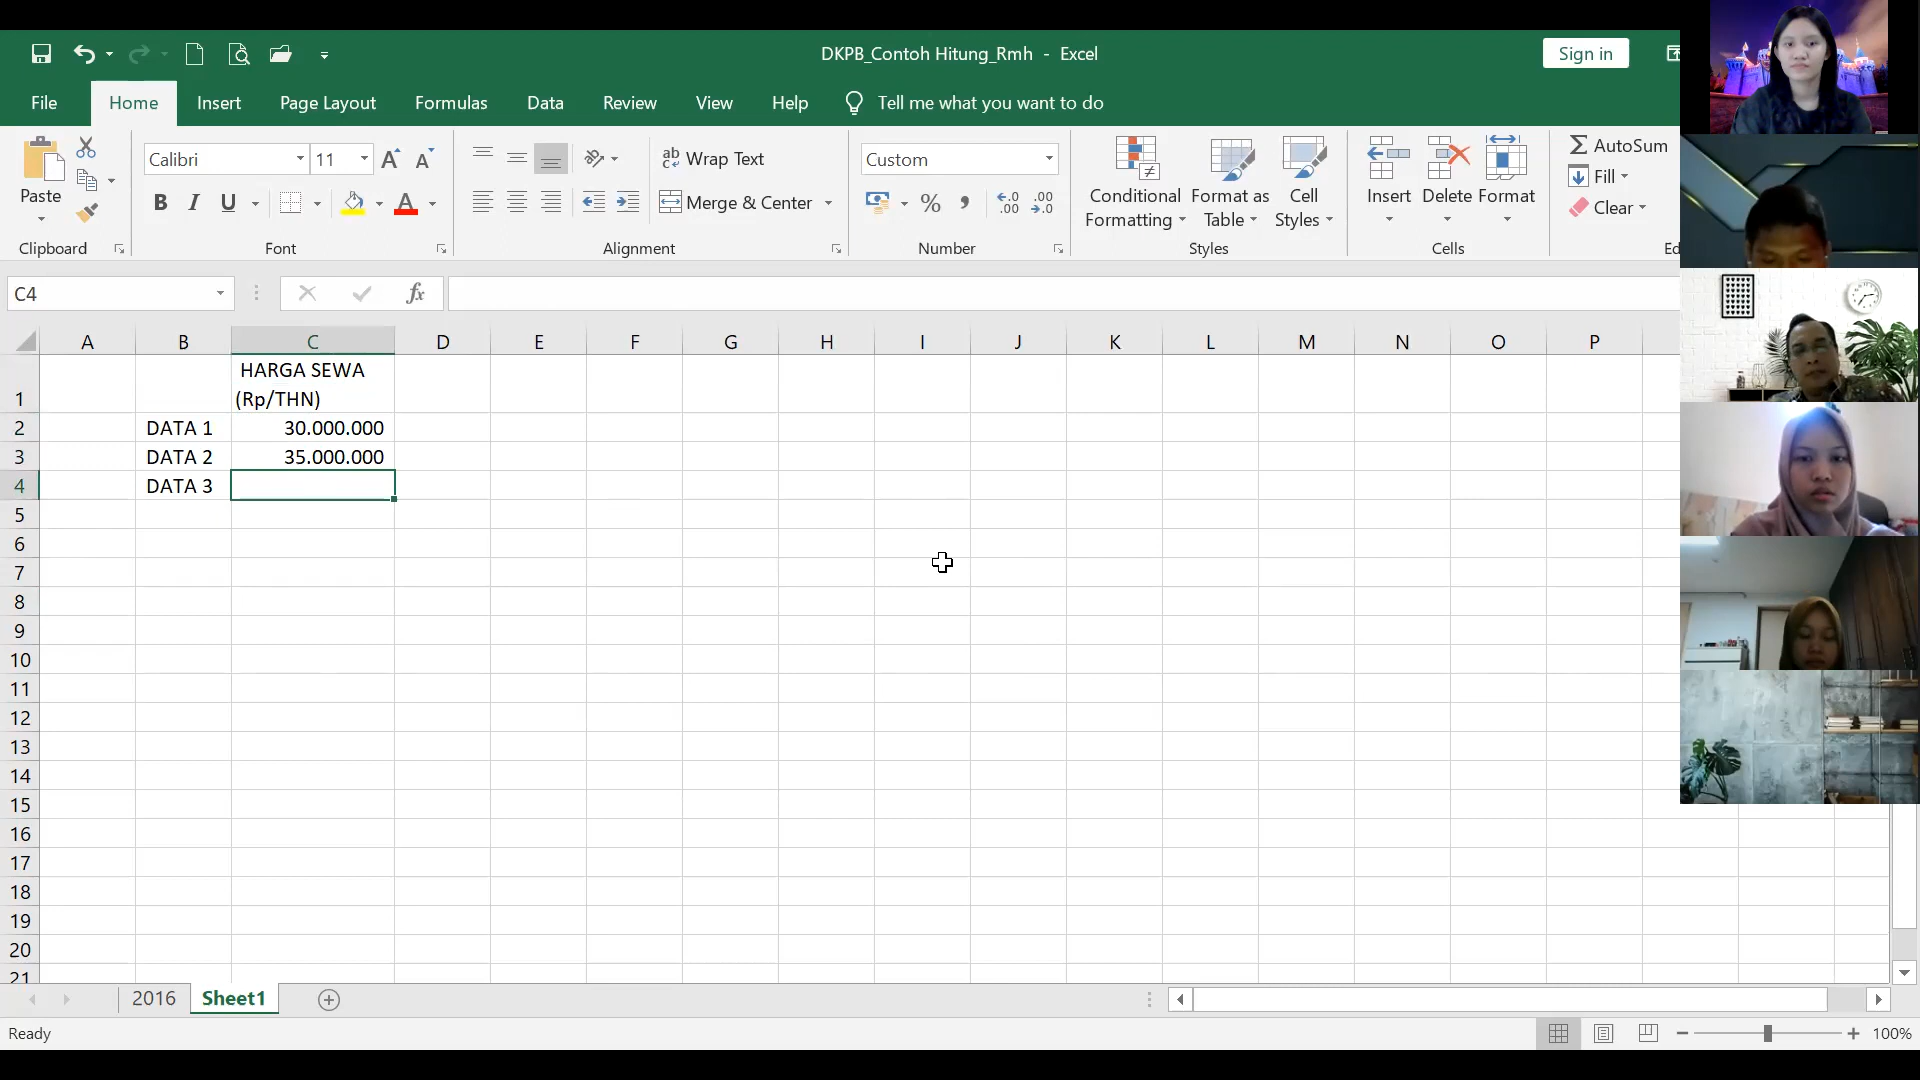 DKPB_Contoh Hitung_Rmh - Excel
Sign in
File Home Insert Page Layout Formulas Data Review View Help Tell me what you want to do
Paste
Clipboard
Calibri 11
B I U
Font
Wrap Text
Merge & Center
Alignment
Custom
%
Number
Conditional Formatting
Format as Table
Cell Styles
Styles
Insert Delete Format
Cells
AutoSum
Fill
Clear
Ed
C4 fx
A B C D E F G H I J K L M N O P
1 HARGA SEWA
(Rp/THN)
2 DATA 1 30.000.000
3 DATA 2 35.000.000
4 DATA 3
5
6
7
8
9
10
11
12
13
14
15
16
17
18
19
20
21
2016 Sheet1
Ready 100%